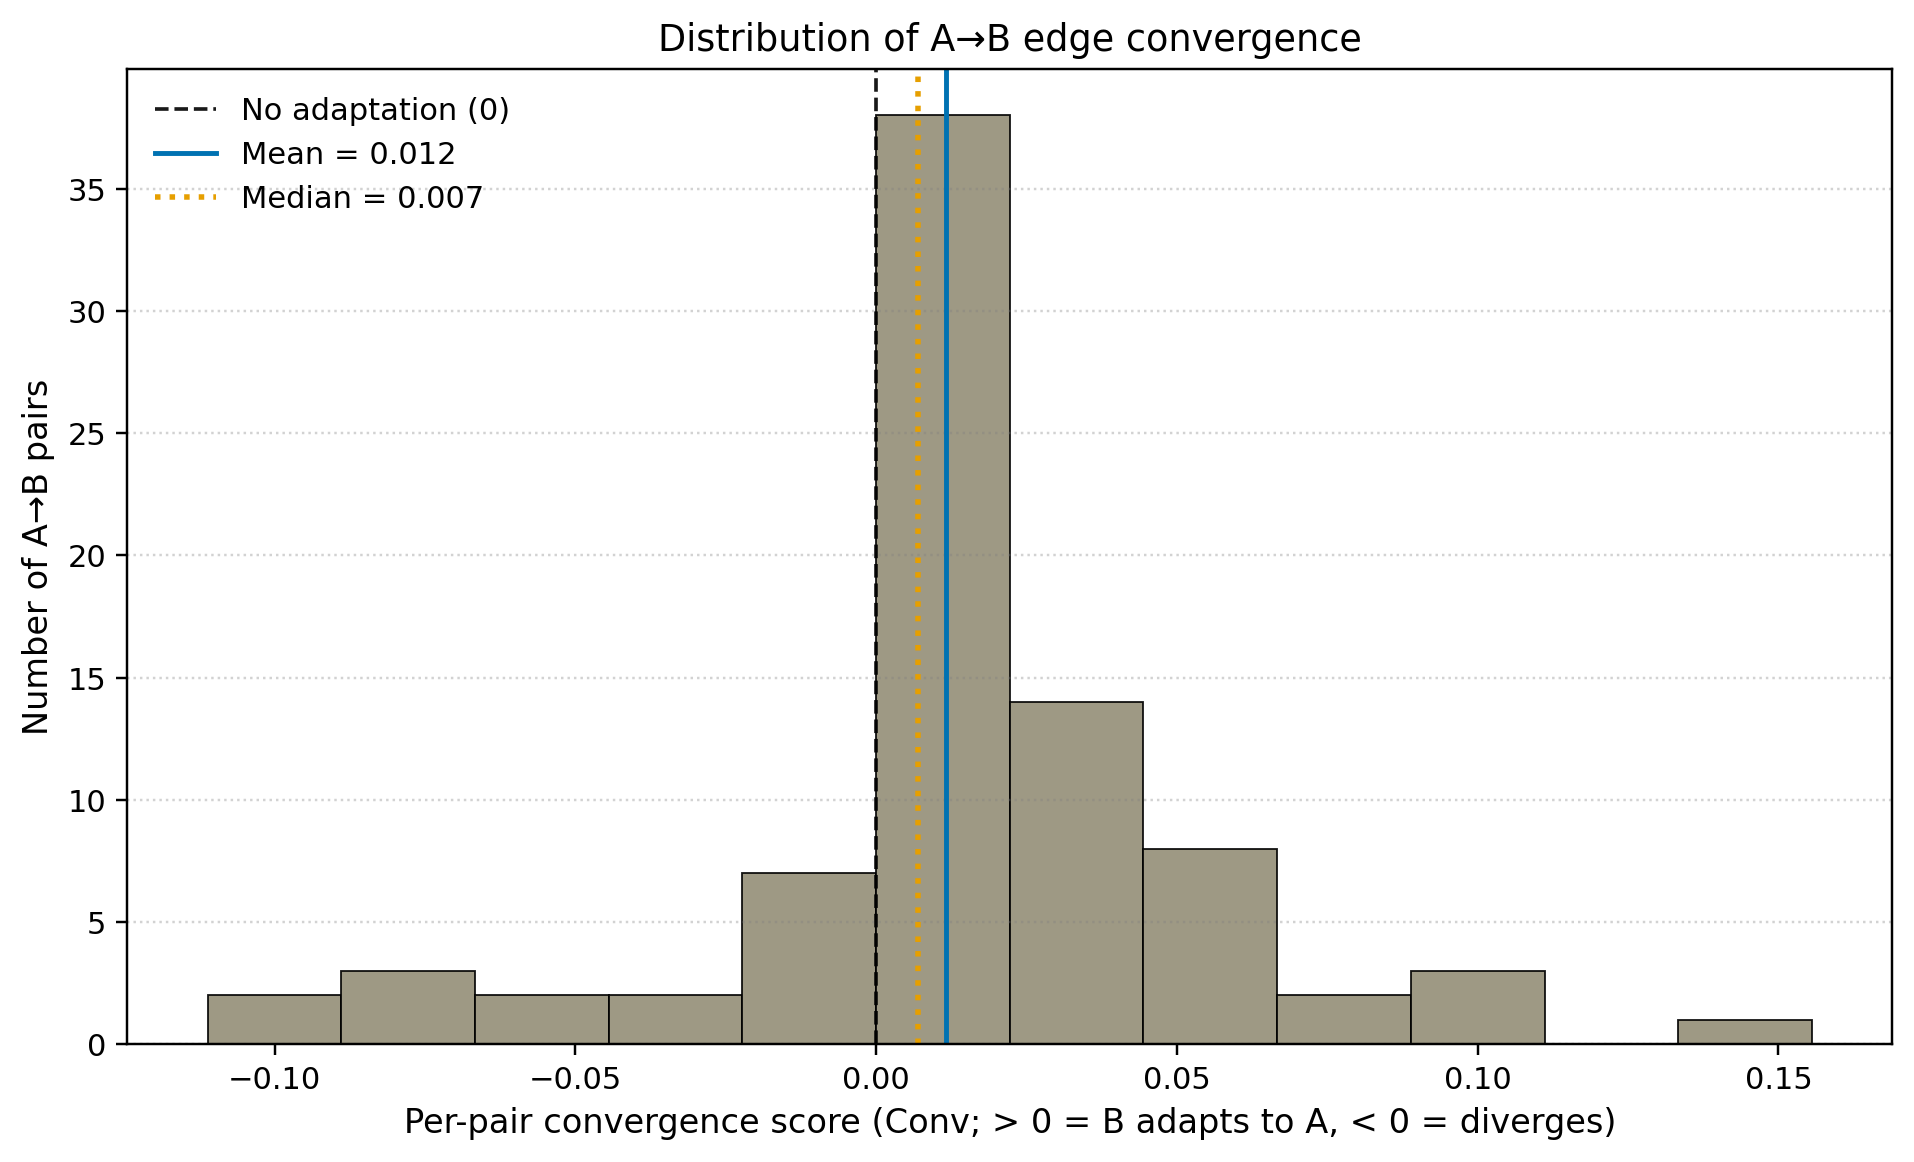 Distribution of A→B edge convergence
No adaptation (0)
Mean = 0.012
Median = 0.007
Number of A→B pairs
35
30
25
20
15
10
5
0
−0.10
−0.05
0.00
0.05
0.10
0.15
Per-pair convergence score (Conv; > 0 = B adapts to A, < 0 = diverges)